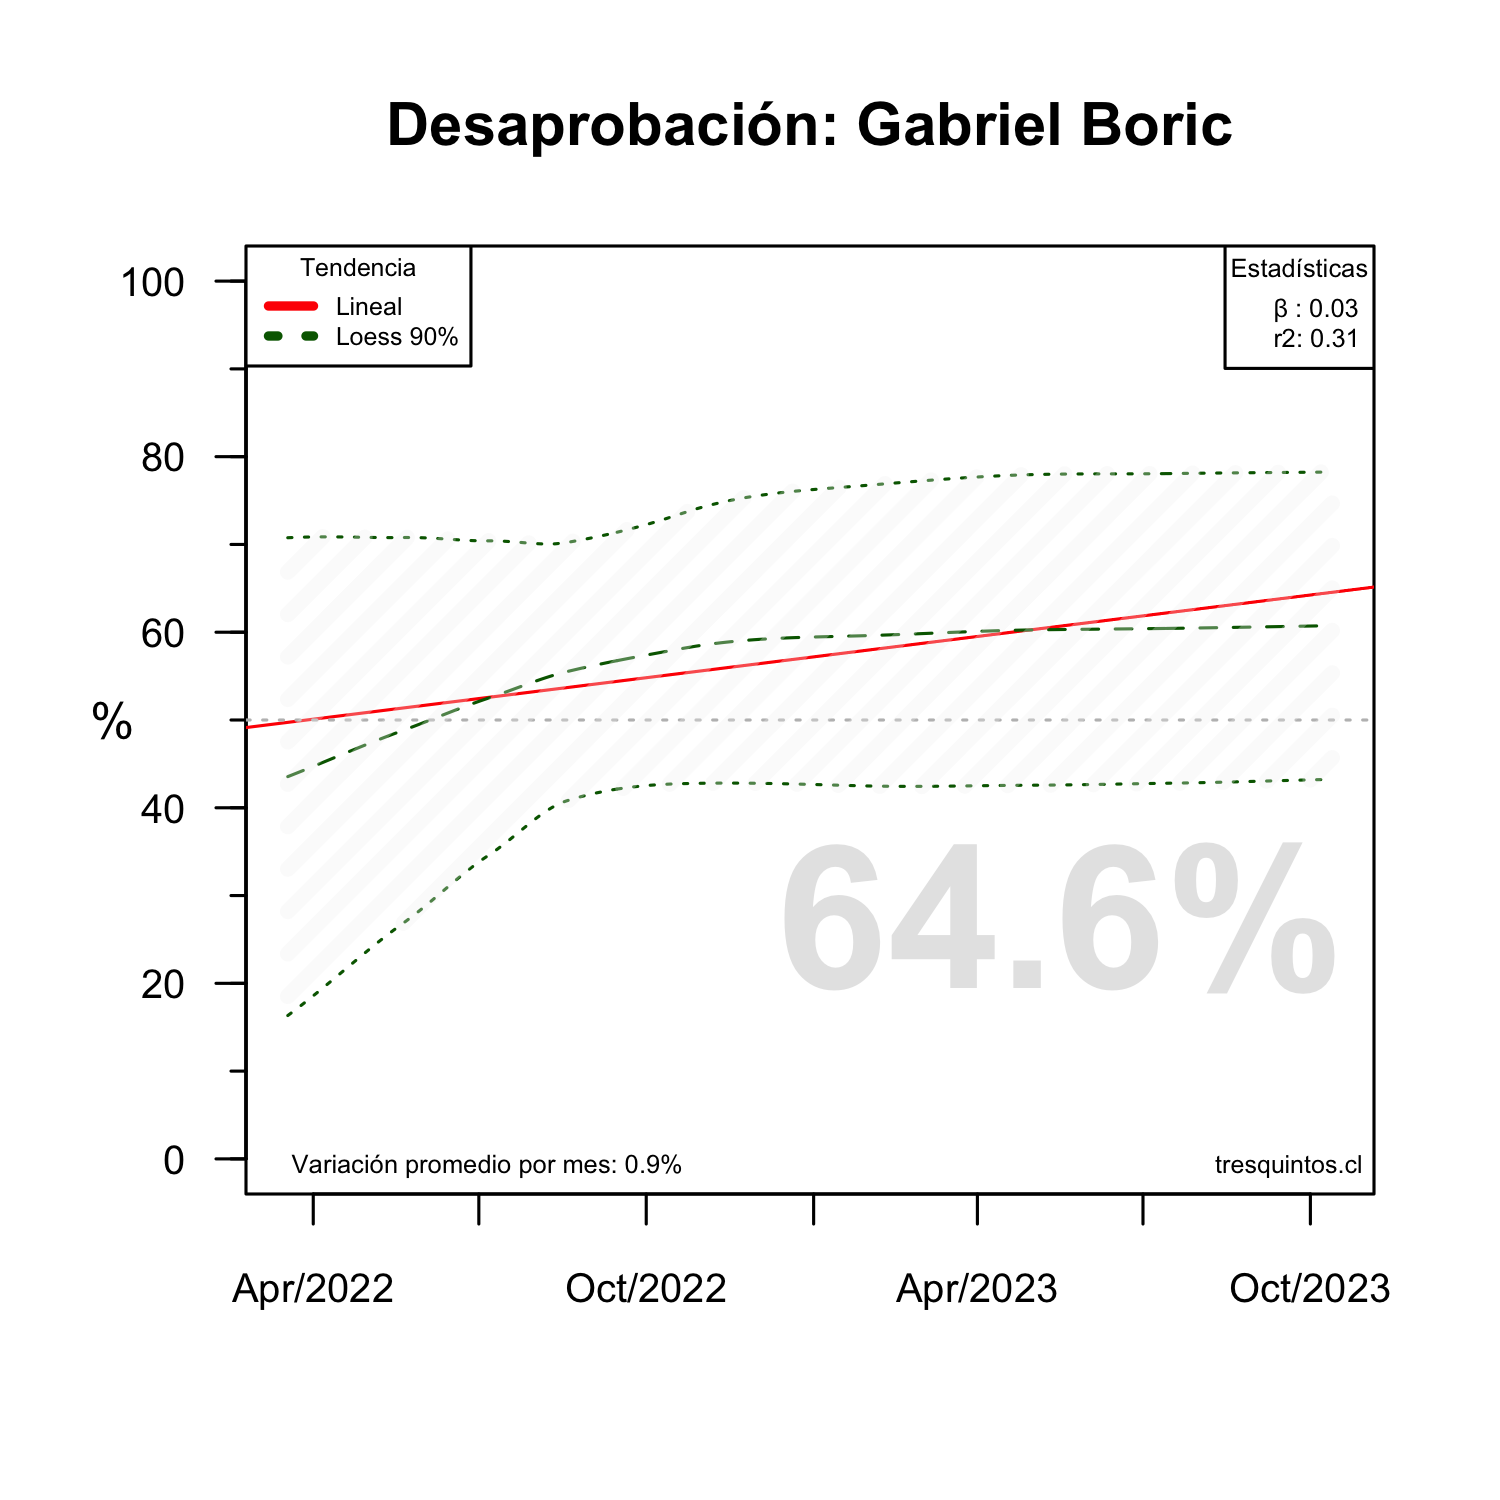 Desaprobación: Gabriel Boric
Tendencia
Lineal
Loess 90%
Estadísticas
β : 0.03
r2: 0.31
100
80
60
%
40
20
0
64.6%
Variación promedio por mes: 0.9%
tresquintos.cl
Apr/2022
Oct/2022
Apr/2023
Oct/2023